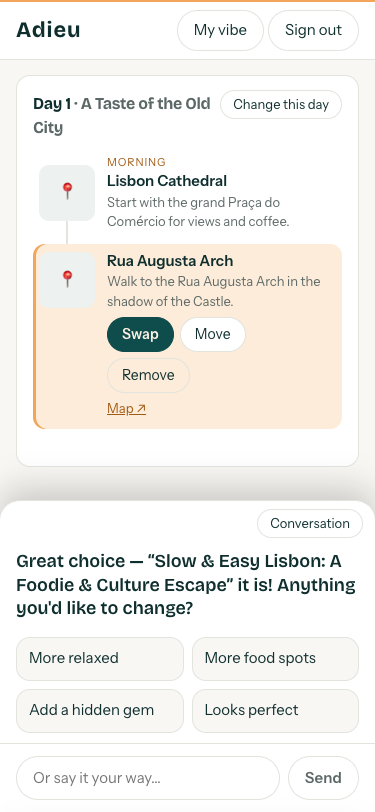 Adieu
My vibe
Sign out
Day 1 · A Taste of the Old
City
Change this day
MORNING
Lisbon Cathedral
Start with the grand Praça do
Comércio for views and coffee.
Rua Augusta Arch
Walk to the Rua Augusta Arch in the
shadow of the Castle.
Swap
Move
Remove
Map ↗
Conversation
Great choice — “Slow & Easy Lisbon: A
Foodie & Culture Escape” it is! Anything
you'd like to change?
More relaxed
More food spots
Add a hidden gem
Looks perfect
Or say it your way...
Send